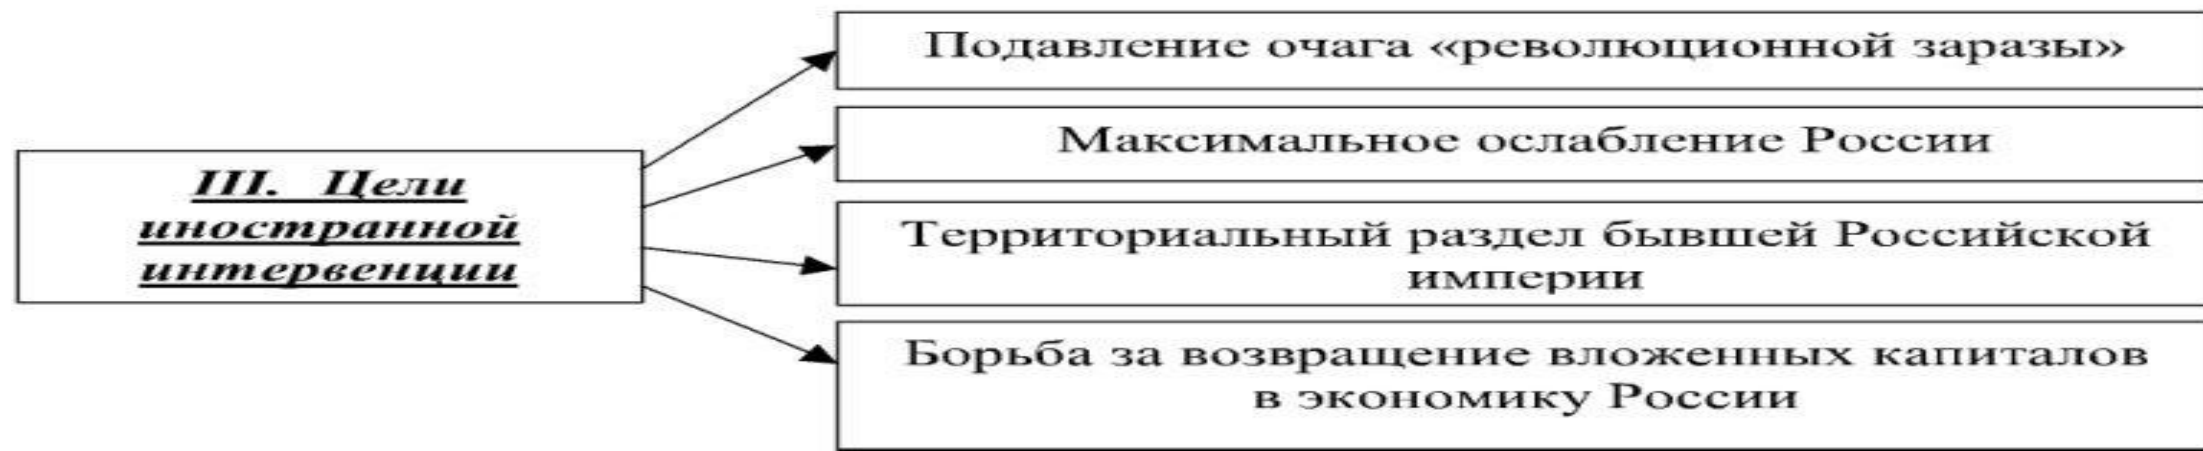 III. Цели
иностранной
интервенции
Подавление очага «революционной заразы»
Максимальное ослабление России
Территориальный раздел бывшей Российской
империи
Борьба за возвращение вложенных капиталов
в экономику России